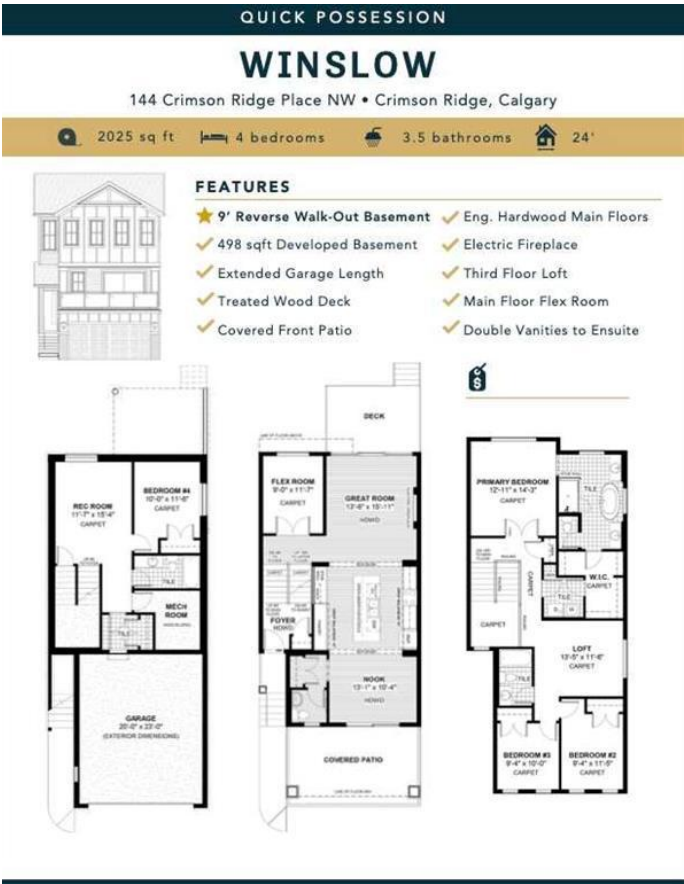 QUICK POSSESSION
WINSLOW
144 Crimson Ridge Place NW • Crimson Ridge, Calgary
2025 sq ft
4 bedrooms
3.5 bathrooms
24'
FEATURES
9' Reverse Walk-Out Basement
498 sqft Developed Basement
Extended Garage Length
Treated Wood Deck
Covered Front Patio
Eng. Hardwood Main Floors
Electric Fireplace
Third Floor Loft
Main Floor Flex Room
Double Vanities to Ensuite
$
REC ROOM
11'-7" x 15'-4"
CARPET
BEDROOM #4
10'-0" x 11'-6"
CARPET
TILE
MECH
ROOM
TILE
GARAGE
20'-0" x 23'-0"
(EXTERIOR DIMENSIONS)
DECK
FLEX ROOM
9'-0" x 11'-7"
CARPET
GREAT ROOM
13'-6" x 15'-11"
HDWD
FOYER
HDWD
NOOK
13'-1" x 10'-4"
HDWD
COVERED PATIO
PRIMARY BEDROOM
12'-11" x 14'-3"
CARPET
TILE
W.I.C.
CARPET
TILE
CARPET
CARPET
LOFT
13'-5" x 11'-6"
CARPET
TILE
BEDROOM #3
9'-4" x 10'-0"
CARPET
BEDROOM #2
9'-4" x 11'-5"
CARPET